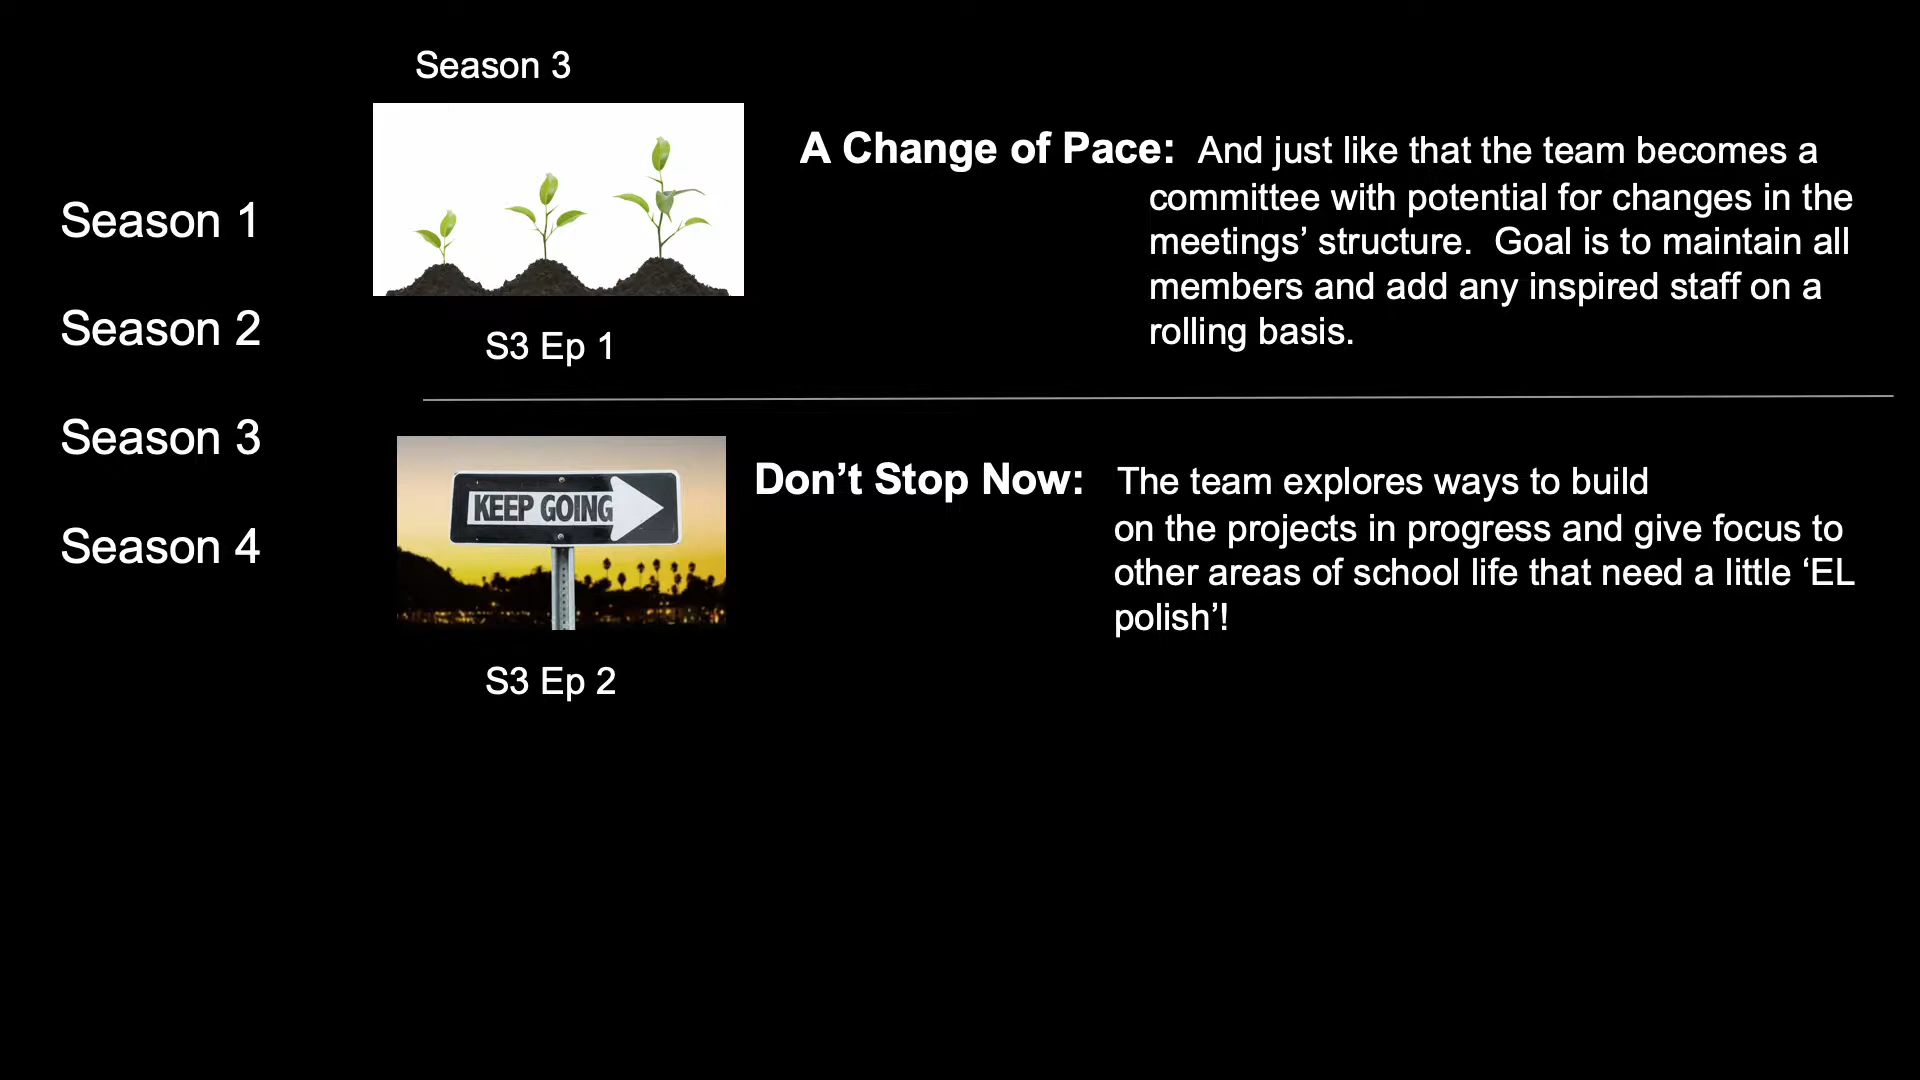 Season 3
Season 1
Season 2
Season 3
Season 4
A Change of Pace: And just like that the team becomes a
committee with potential for changes in the
meetings’ structure. Goal is to maintain all
members and add any inspired staff on a
rolling basis.
S3 Ep 1
KEEP GOING
Don’t Stop Now: The team explores ways to build
on the projects in progress and give focus to
other areas of school life that need a little ‘EL
polish’!
S3 Ep 2